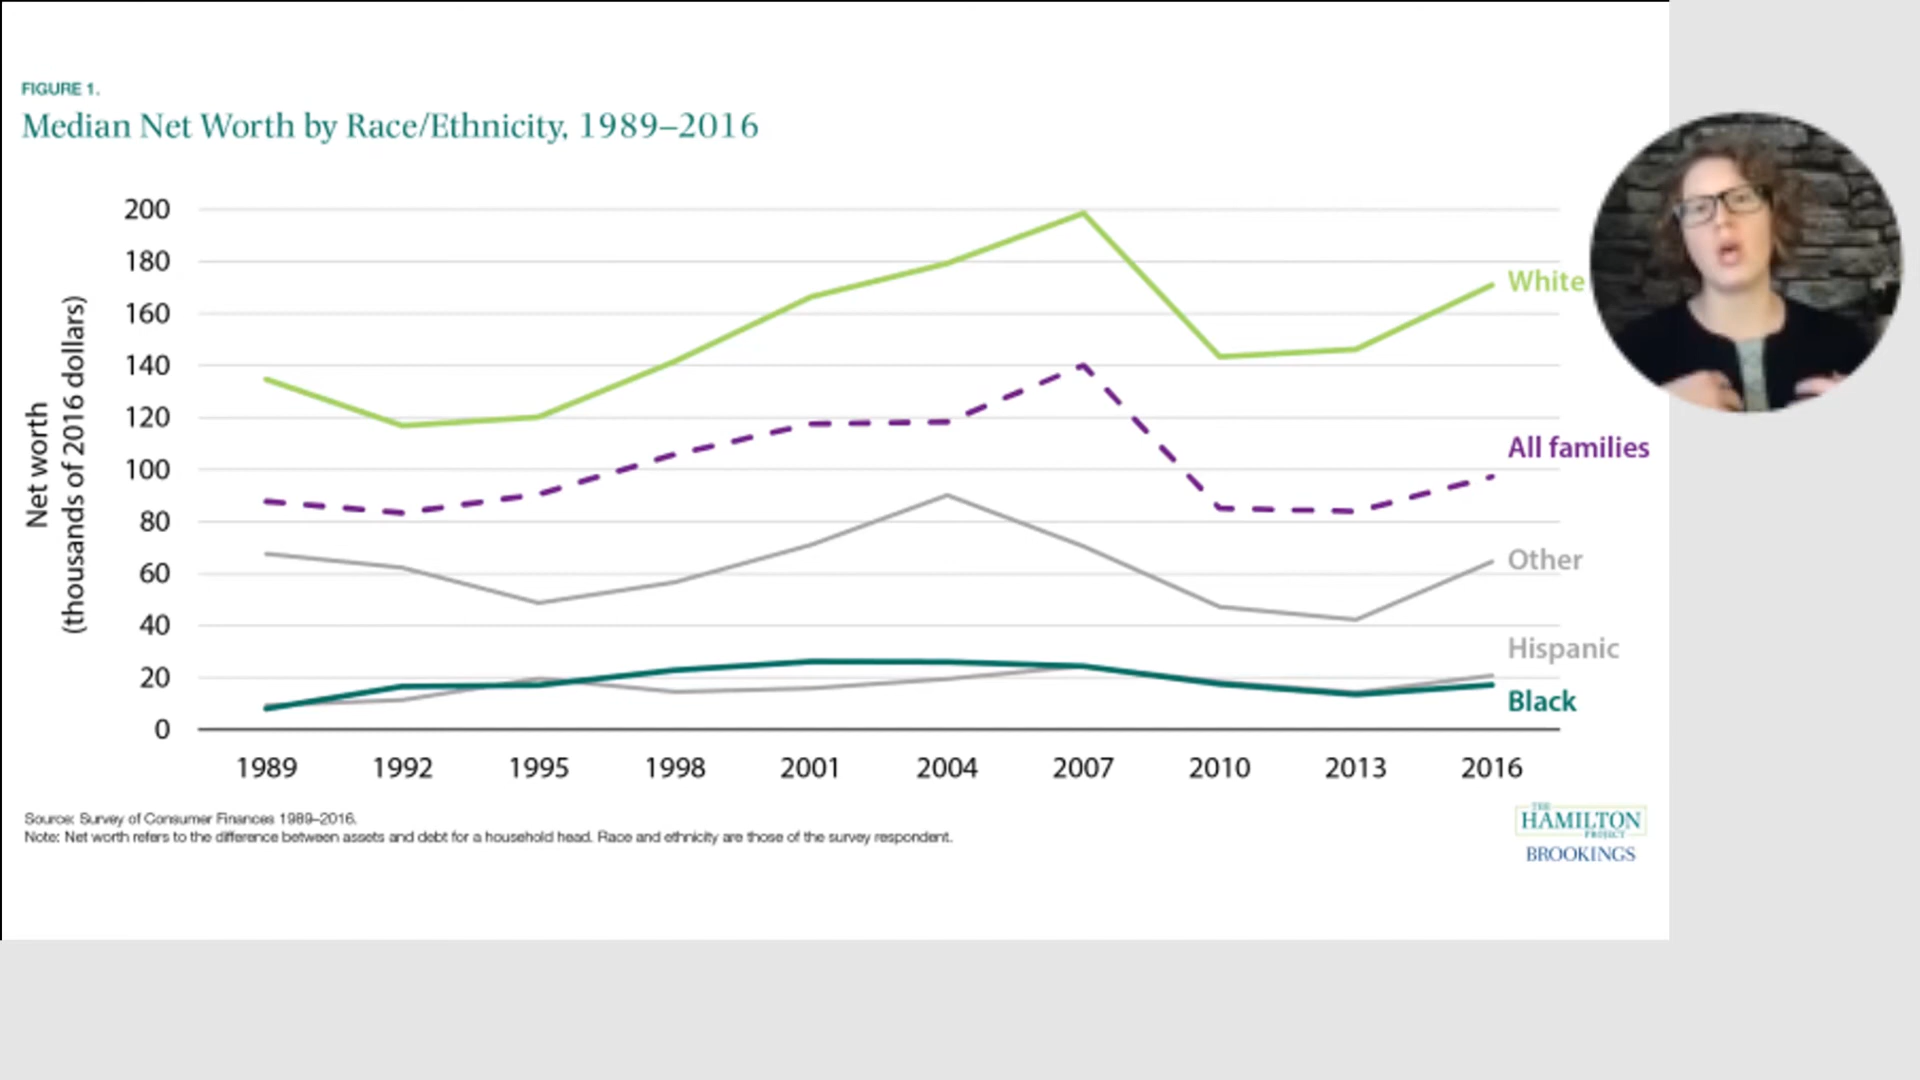 FIGURE 1.
Median Net Worth by Race/Ethnicity, 1989–2016
Net worth
(thousands of 2016 dollars)
200
180
160
140
120
100
80
60
40
20
0
White
All families
Other
Hispanic
Black
1989 1992 1995 1998 2001 2004 2007 2010 2013 2016
Source: Survey of Consumer Finances 1989–2016.
Note: Net worth refers to the difference between assets and debt for a household head. Race and ethnicity are those of the survey respondent.
THE
HAMILTON
PROJECT
BROOKINGS